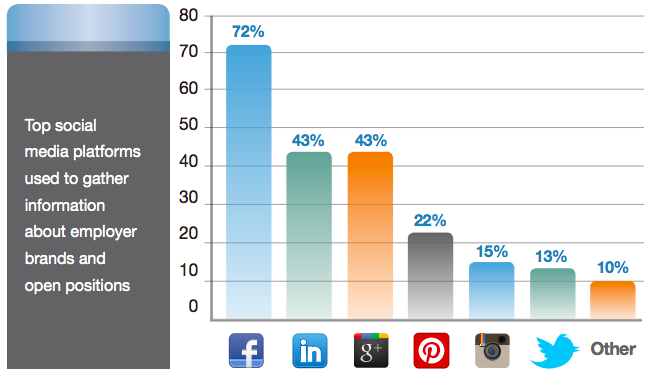 Top social
media platforms
used to gather
information
about employer
brands and
open positions
80
70
60
50
40
30
20
10
0
72%
43%
43%
22%
15%
13%
10%
f
in
g+
p
Other